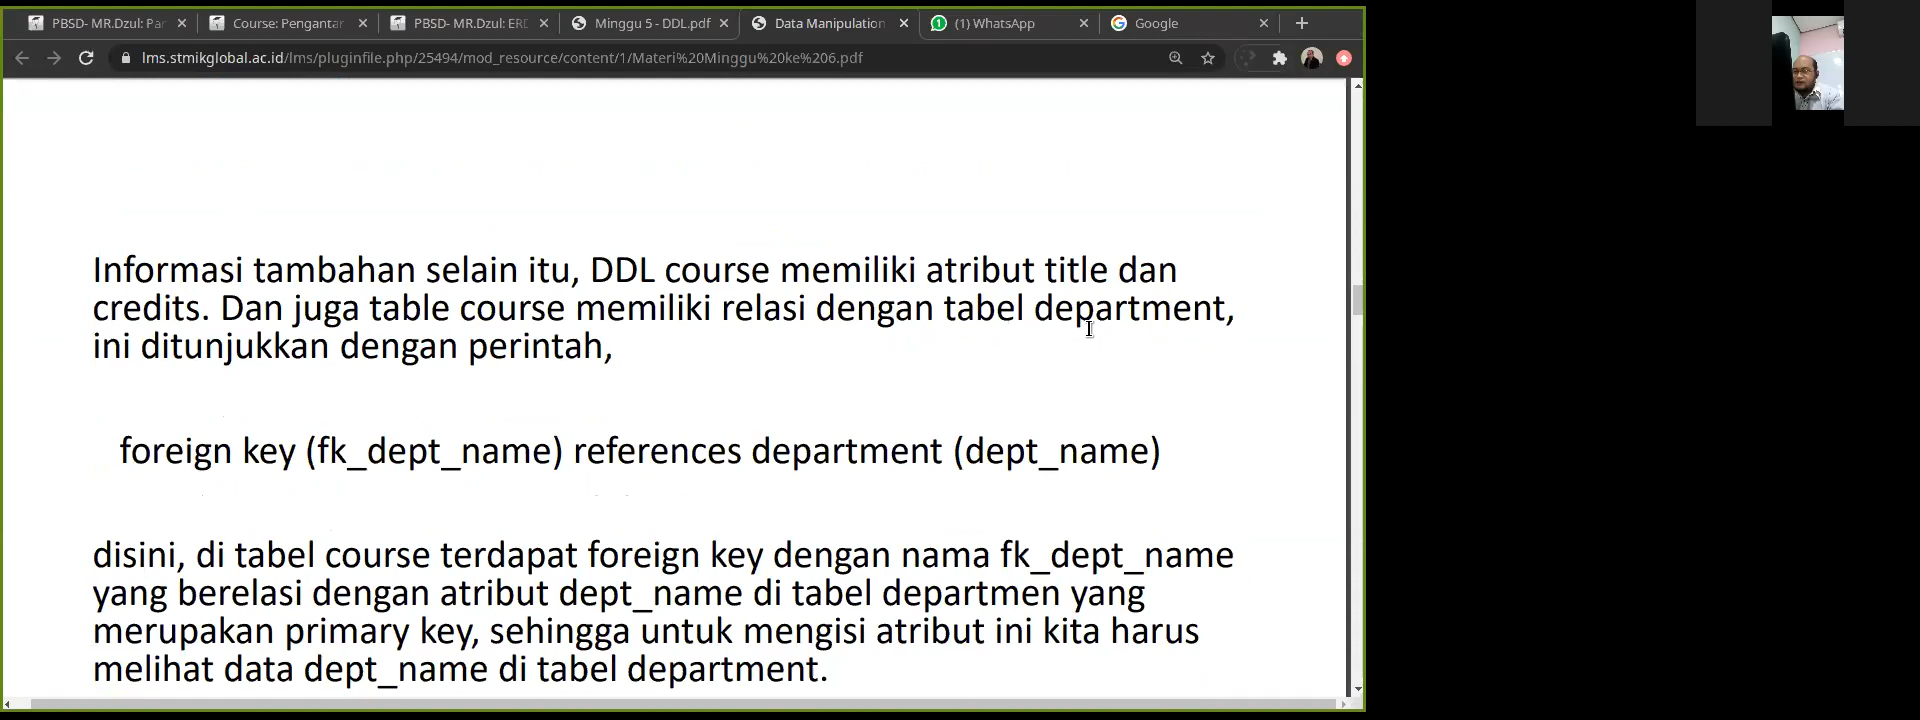 PBSD- MR.Dzul: Par
Course: Pengantar
PBSD- MR.Dzul: ERD
Minggu 5 - DDL.pdf
Data Manipulation
(1) WhatsApp
Google
lms.stmikglobal.ac.id/lms/pluginfile.php/25494/mod_resource/content/1/Materi%20Minggu%20ke%206.pdf
Informasi tambahan selain itu, DDL course memiliki atribut title dan
credits. Dan juga table course memiliki relasi dengan tabel department,
ini ditunjukkan dengan perintah,
foreign key (fk_dept_name) references department (dept_name)
disini, di tabel course terdapat foreign key dengan nama fk_dept_name
yang berelasi dengan atribut dept_name di tabel departmen yang
merupakan primary key, sehingga untuk mengisi atribut ini kita harus
melihat data dept_name di tabel department.